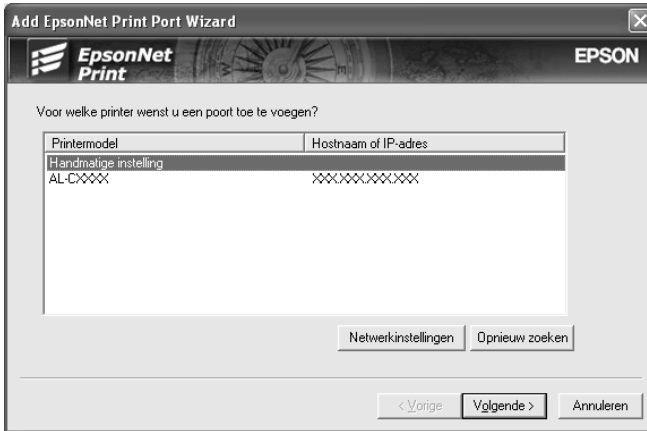 Add EpsonNet Print Port Wizard
EpsonNet
Print
EPSON
Voor welke printer wenst u een poort toe te voegen?
Printermodel Hostnaam of IP-adres
Handmatige instelling
AL-CXXXX XXX.XXX.XXX.XXX
Netwerkinstellingen Opnieuw zoeken
< Vorige Volgende > Annuleren